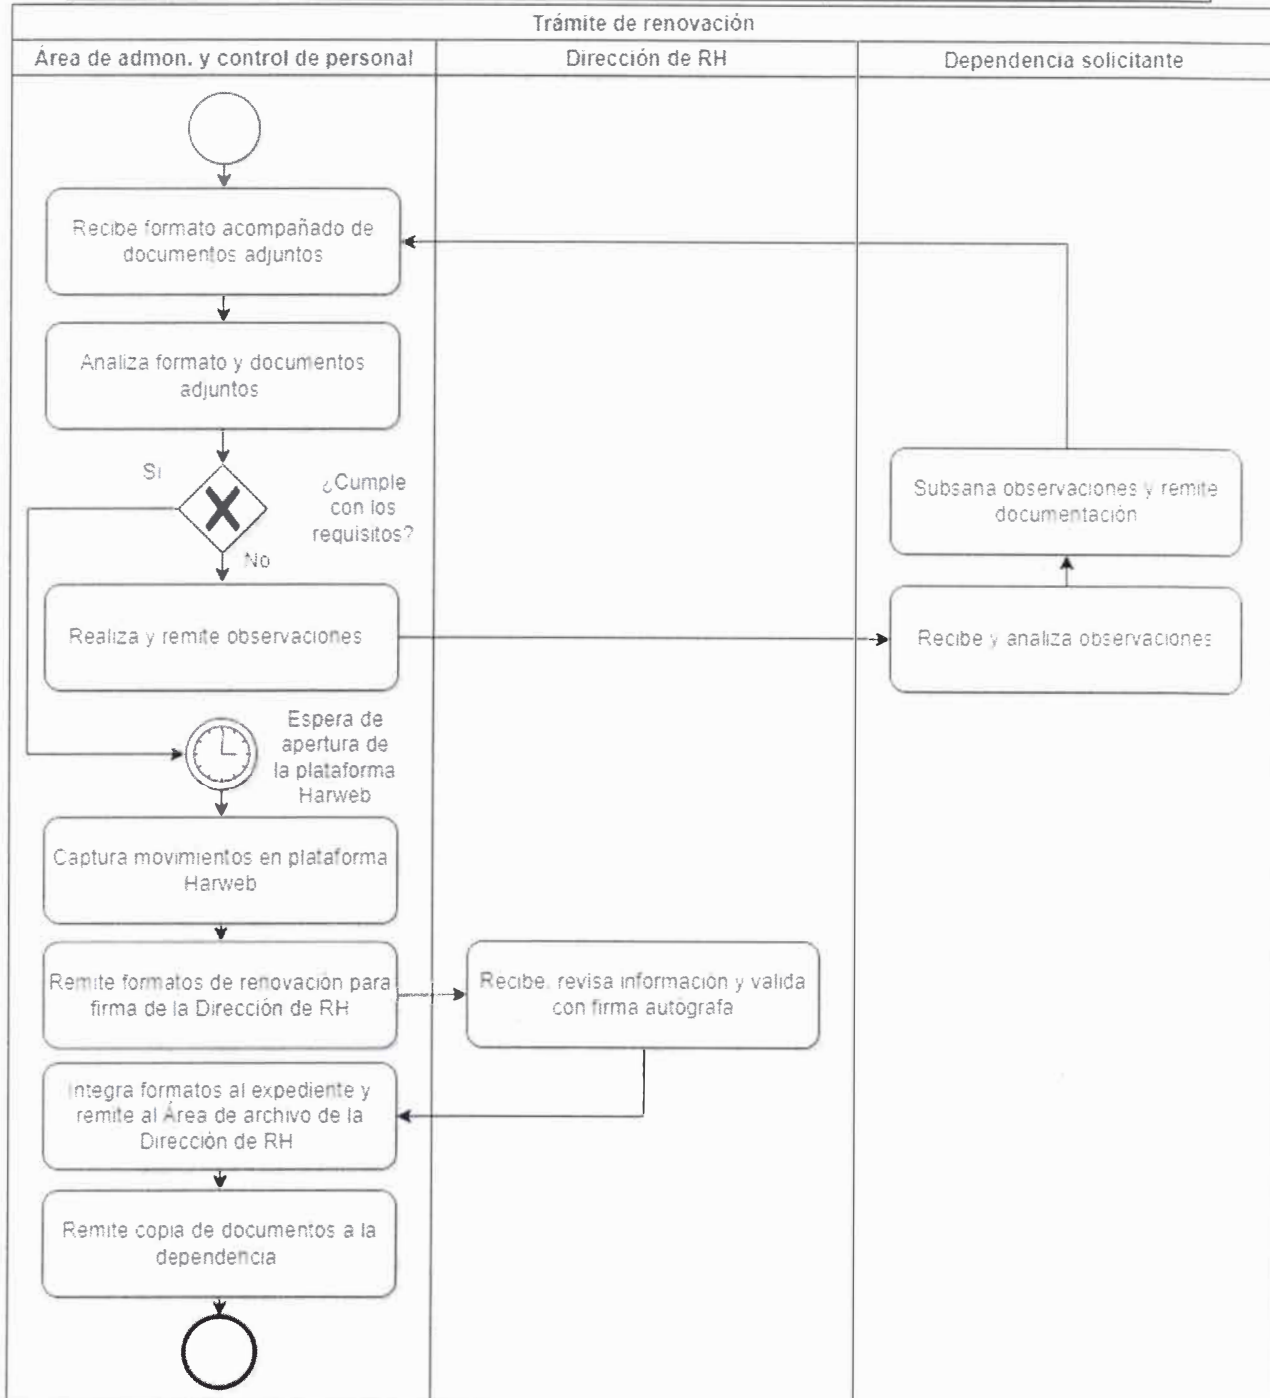 Trámite de renovación
Área de admon. y control de personal
Dirección de RH
Dependencia solicitante
Recibe formato acompañado de
documentos adjuntos
Analiza formato y documentos
adjuntos
Si
¿Cumple
con los
requisitos?
No
Subsana observaciones y remite
documentación
Realiza y remite observaciones
Recibe y analiza observaciones
Espera de
apertura de
la plataforma
Harweb
Captura movimientos en plataforma
Harweb
Remite formatos de renovación para
firma de la Dirección de RH
Recibe, revisa información y valida
con firma autógrafa
Integra formatos al expediente y
remite al Área de archivo de la
Dirección de RH
Remite copia de documentos a la
dependencia